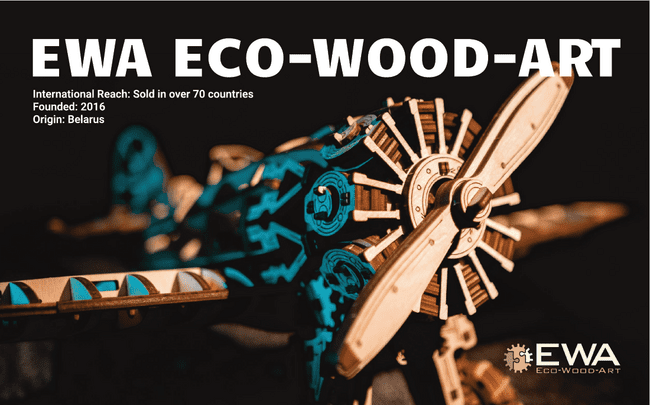 EWA ECO-WOOD-ART
International Reach: Sold in over 70 countries
Founded: 2016
Origin: Belarus
EWA
ECO-WOOD-ART